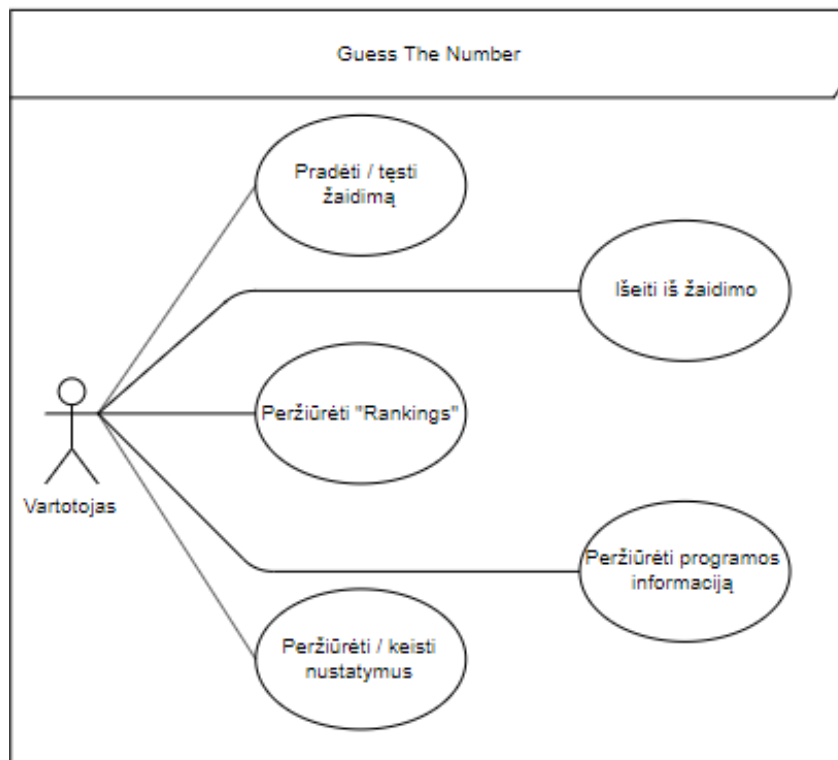 Guess The Number
Pradėti / tęsti
žaidimą
Išeiti iš žaidimo
Peržiūrėti "Rankings"
Vartotojas
Peržiūrėti programos
informaciją
Peržiūrėti / keisti
nustatymus